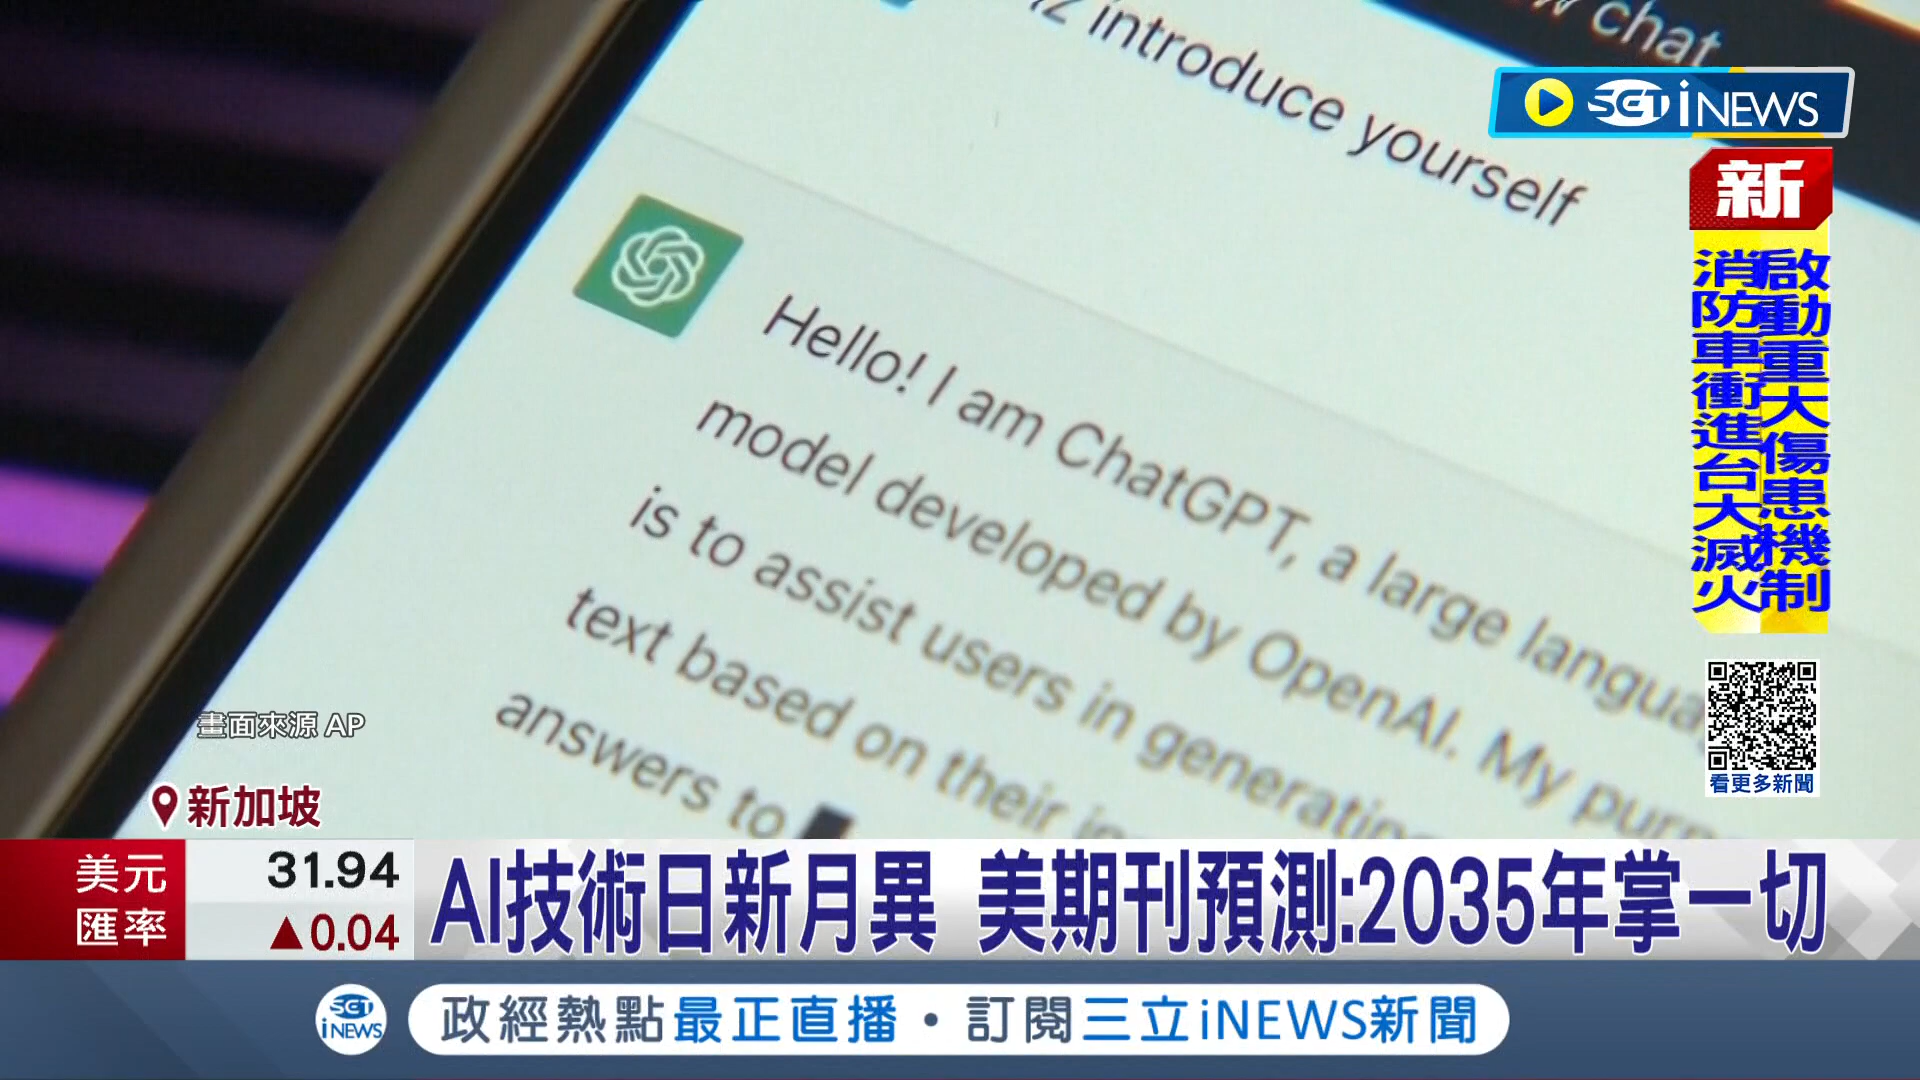 chat
introduce yourself
SET iNEWS
新
啟動重大傷患機制
消防車衝進台大滅火
Hello! I am ChatGPT, a large langua
model developed by OpenAI. My purp
is to assist users in generating
text based on their in
answers to
看更多新聞
畫面來源 AP
新加坡
美元
匯率
31.94
▲0.04
AI技術日新月異 美期刊預測:2035年掌一切
SET iNEWS
政經熱點最正直播・訂閱三立iNEWS新聞